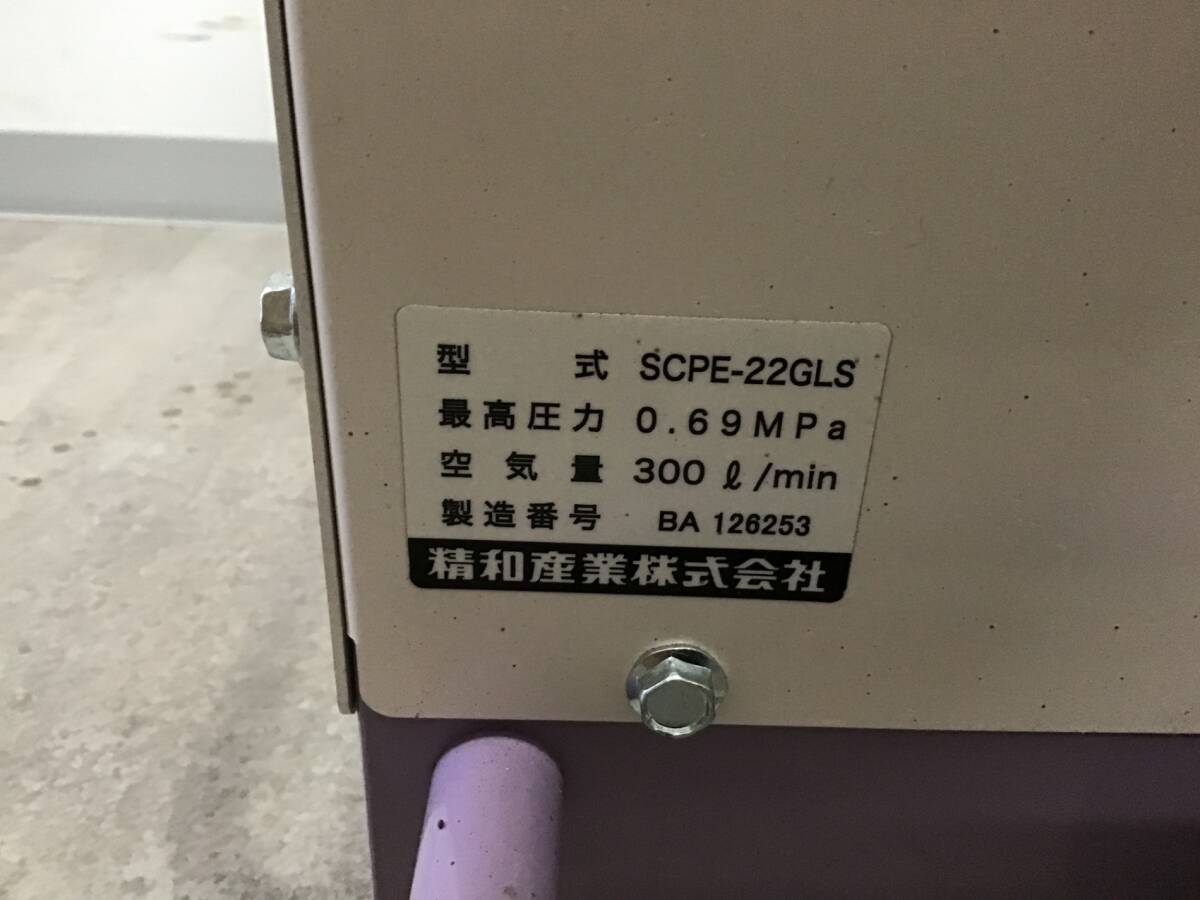 型式 SCPE-22GLS
最高圧力 0.69MPa
空気量 300 ℓ/min
製造番号 BA 126253
精和産業株式会社